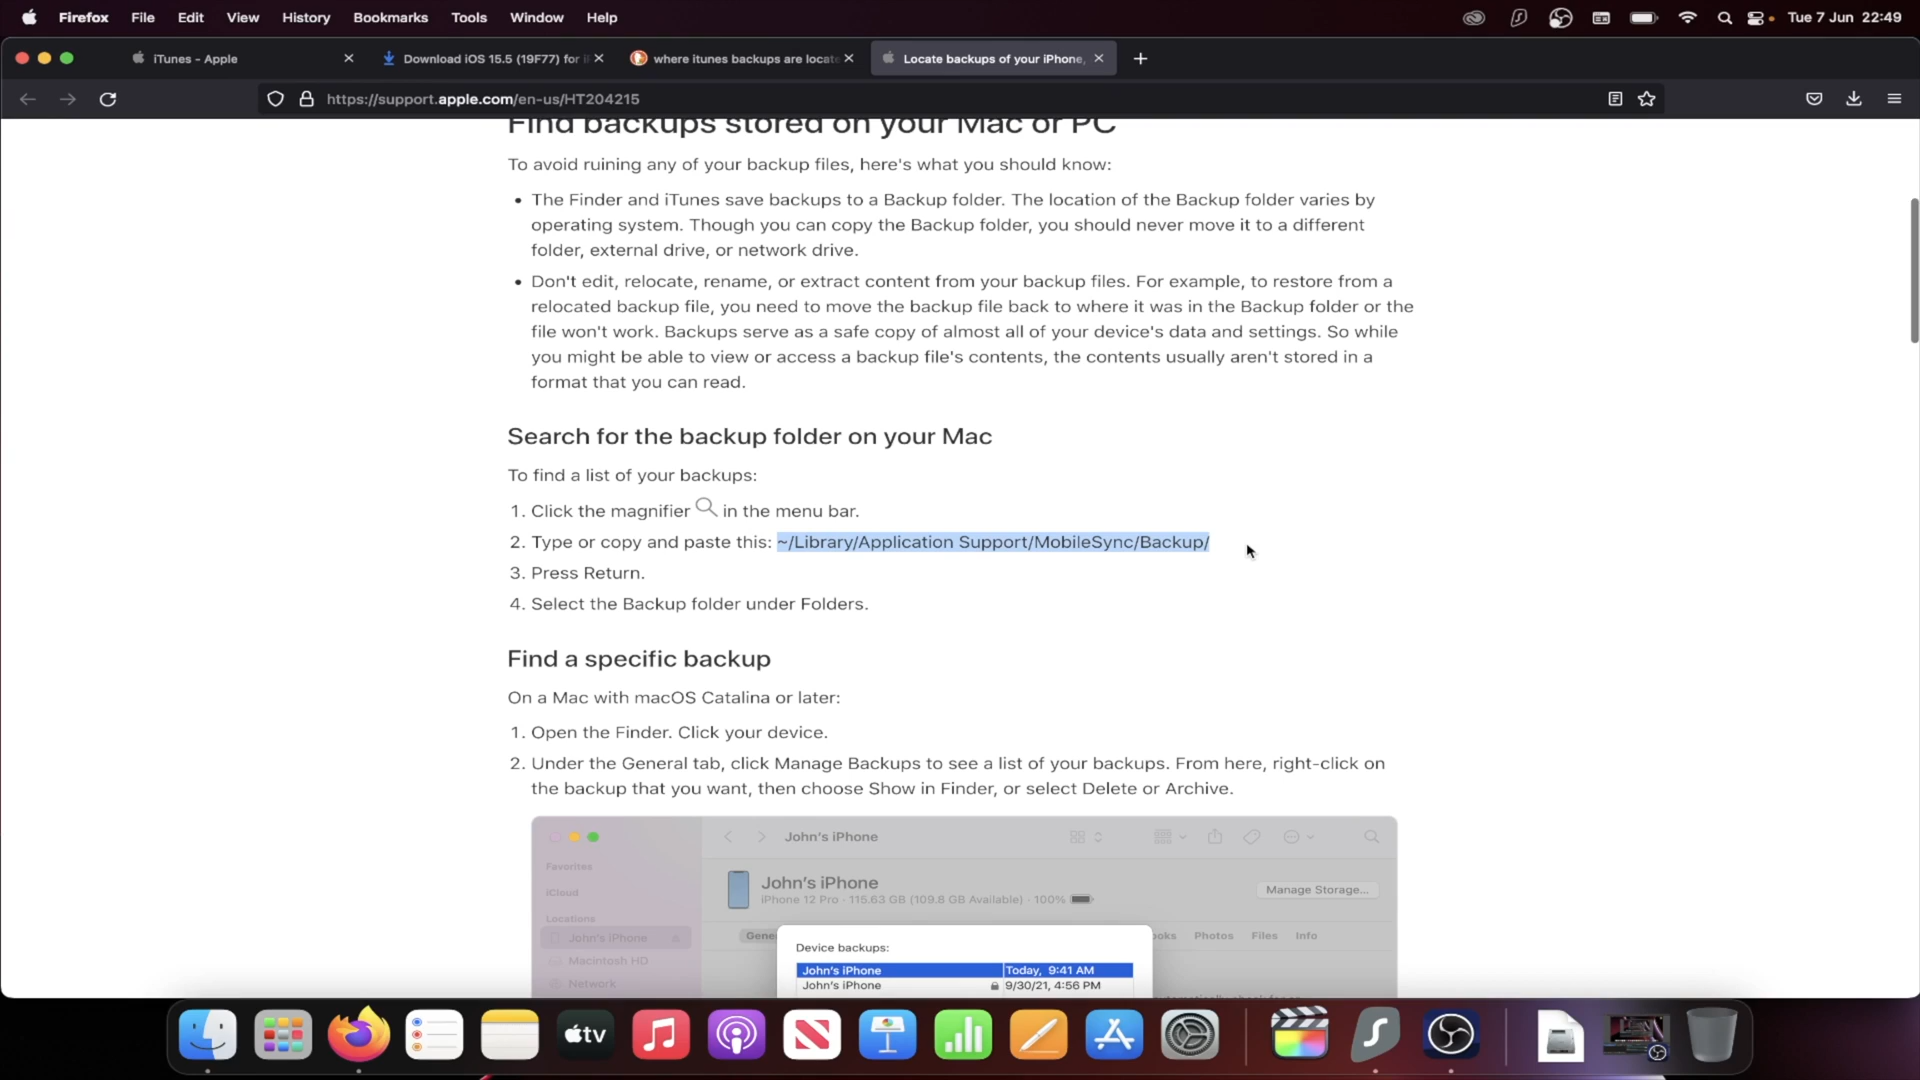 Firefox File Edit View History Bookmarks Tools Window Help Tue 7 Jun 22:49
iTunes - Apple Download iOS 15.5 (19F77) for where itunes backups are locate Locate backups of your iPhone,
https://support.apple.com/en-us/HT204215
Find backups stored on your Mac or PC
To avoid ruining any of your backup files, here's what you should know:
• The Finder and iTunes save backups to a Backup folder. The location of the Backup folder varies by
operating system. Though you can copy the Backup folder, you should never move it to a different
folder, external drive, or network drive.
• Don't edit, relocate, rename, or extract content from your backup files. For example, to restore from a
relocated backup file, you need to move the backup file back to where it was in the Backup folder or the
file won't work. Backups serve as a safe copy of almost all of your device's data and settings. So while
you might be able to view or access a backup file's contents, the contents usually aren't stored in a
format that you can read.
Search for the backup folder on your Mac
To find a list of your backups:
1. Click the magnifier in the menu bar.
2. Type or copy and paste this: ~/Library/Application Support/MobileSync/Backup/
3. Press Return.
4. Select the Backup folder under Folders.
Find a specific backup
On a Mac with macOS Catalina or later:
1. Open the Finder. Click your device.
2. Under the General tab, click Manage Backups to see a list of your backups. From here, right-click on
the backup that you want, then choose Show in Finder, or select Delete or Archive.
John's iPhone
Favorites
iCloud
Locations
John's iPhone
Macintosh HD
Network
John's iPhone
iPhone 12 Pro · 115.63 GB (109.8 GB Available) · 100%
Manage Storage...
Gene ooks Photos Files Info
Device backups:
John's iPhone Today, 9:41 AM
John's iPhone 9/30/21, 4:56 PM
tv